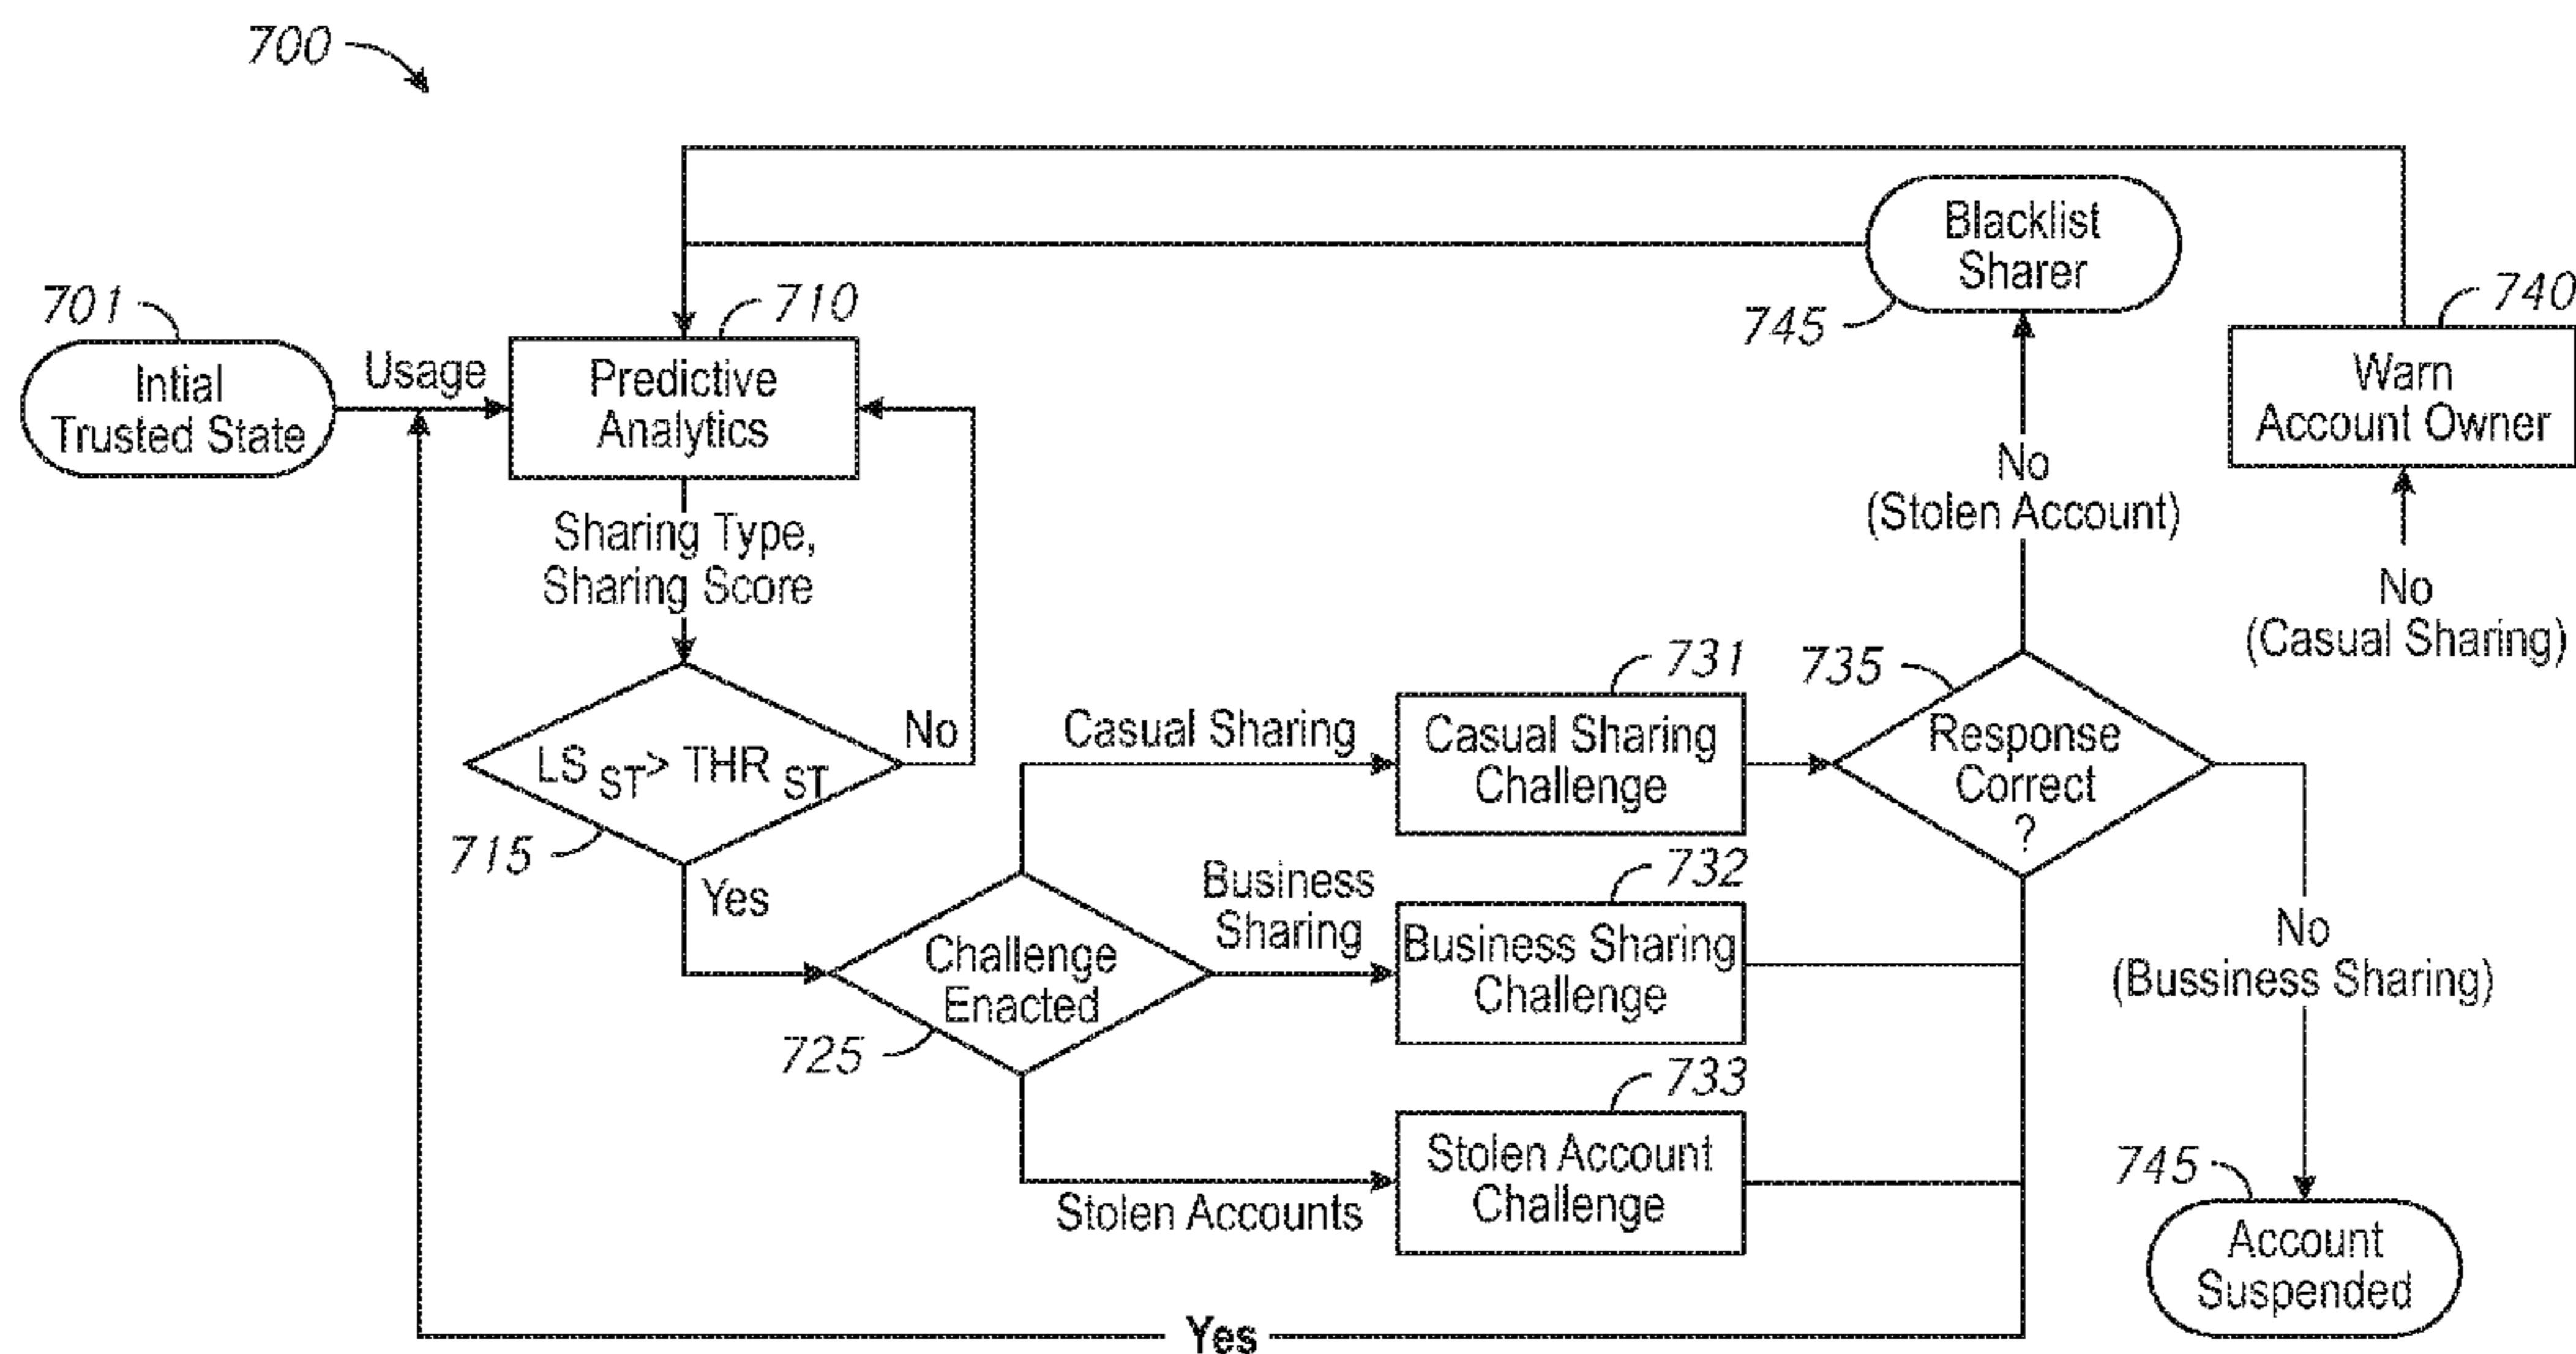 700
701
Intial
Trusted State
Usage
710
Predictive
Analytics
Sharing Type,
Sharing Score
LS ST> THR ST
715
No
Yes
Challenge
Enacted
725
Casual Sharing
Business
Sharing
Stolen Accounts
731
Casual Sharing
Challenge
732
Business Sharing
Challenge
733
Stolen Account
Challenge
735
Response
Correct
?
No
(Stolen Account)
Blacklist
Sharer
745
740
Warn
Account Owner
No
(Casual Sharing)
No
(Bussiness Sharing)
745
Account
Suspended
Yes